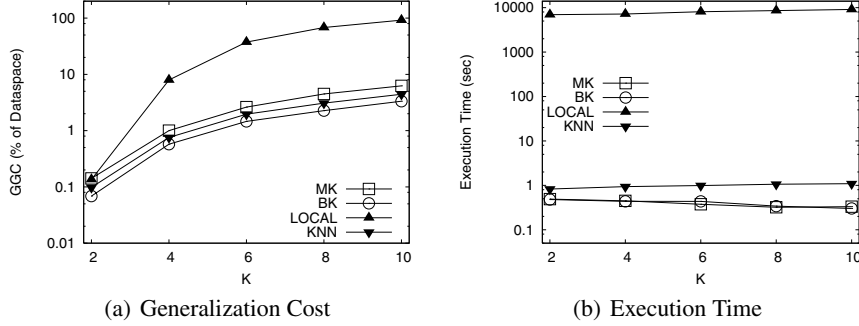 100
10
1
0.1
0.01
GGC (% of Dataspace)
2 4 6 8 10
K
MK
BK
LOCAL
KNN
(a) Generalization Cost
10000
1000
100
10
1
0.1
Execution Time (sec)
2 4 6 8 10
K
MK
BK
LOCAL
KNN
(b) Execution Time